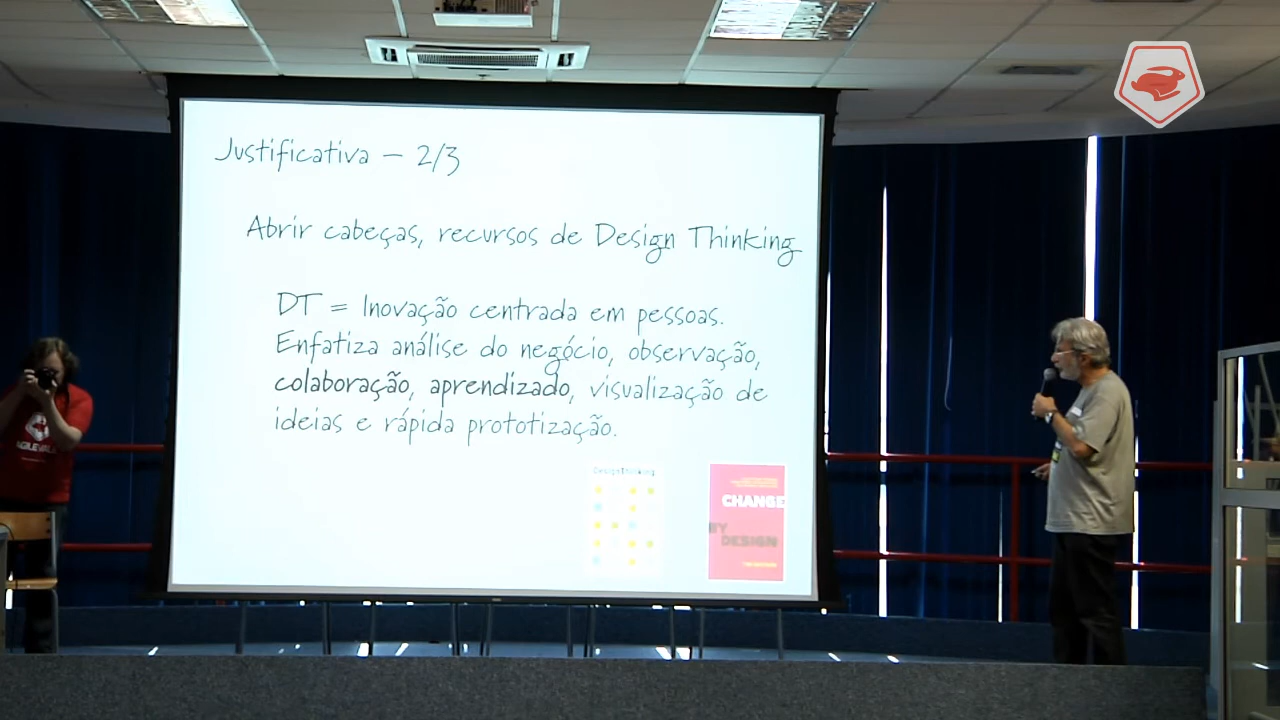 Justificativa – 2/3
Abrir cabeças, recursos de Design Thinking
DT = Inovação centrada em pessoas.
Enfatiza análise do negócio, observação,
colaboração, aprendizado, visualização de
ideias e rápida prototização.
DesignThinking
CHANGE
BY
DESIGN